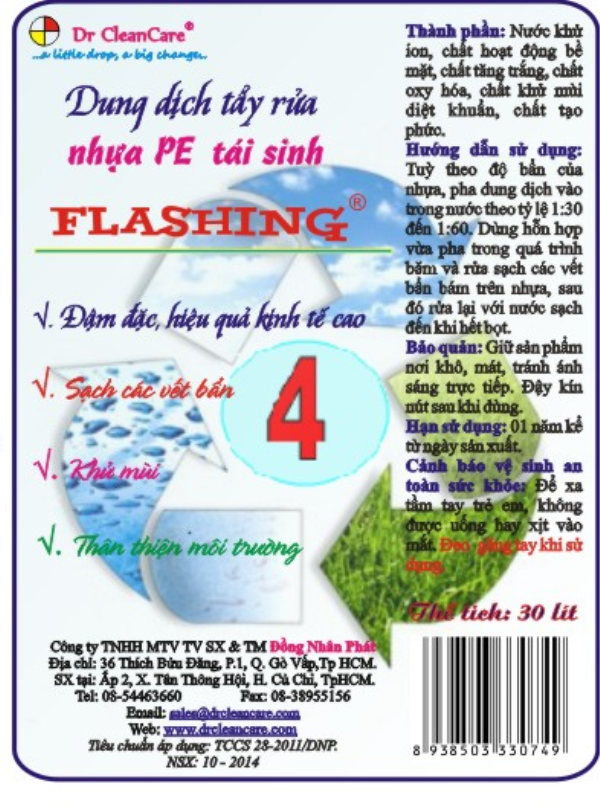 Dr CleanCare®
...a little drop, a big change...
Dung dịch tẩy rửa
nhựa PE tái sinh
FLASHING®
√. Đậm đặc, hiệu quả kinh tế cao
√. Sạch các vết bẩn
4
√. Khử mùi
√. Thân thiện môi trường
Công ty TNHH MTV TV SX & TM Đồng Nhân Phát
Địa chỉ: 36 Thích Bửu Đăng, P.1, Q. Gò Vấp,Tp HCM.
SX tại: Ấp 2, X. Tân Thông Hội, H. Củ Chi, TpHCM.
Tel: 08-54463660 Fax: 08-38955156
Email: sales@drcleancare.com
Web: www.drcleancare.com
Tiêu chuẩn áp dụng: TCCS 28-2011/DNP.
NSX: 10 - 2014
Thành phần: Nước khử
ion, chất hoạt động bề
mặt, chất tăng trắng, chất
oxy hóa, chất khử mùi
diệt khuẩn, chất tạo
phức.
Hướng dẫn sử dụng:
Tuỳ theo độ bẩn của
nhựa, pha dung dịch vào
trong nước theo tỷ lệ 1:30
đến 1:60. Dùng hỗn hợp
vừa pha trong quá trình
băm và rửa sạch các vết
bẩn bám trên nhựa, sau
đó rửa lại với nước sạch
đến khi hết bọt.
Bảo quản: Giữ sản phẩm
nơi khô, mát, tránh ánh
sáng trực tiếp. Đậy kín
nút sau khi dùng.
Hạn sử dụng: 01 năm kể
từ ngày sản xuất.
Cảnh báo vệ sinh an
toàn sức khỏe: Để xa
tầm tay trẻ em, không
được uống hay xịt vào
mắt. Đeo găng tay khi sử
dụng.
Thể tích: 30 lít
8 938503 330749